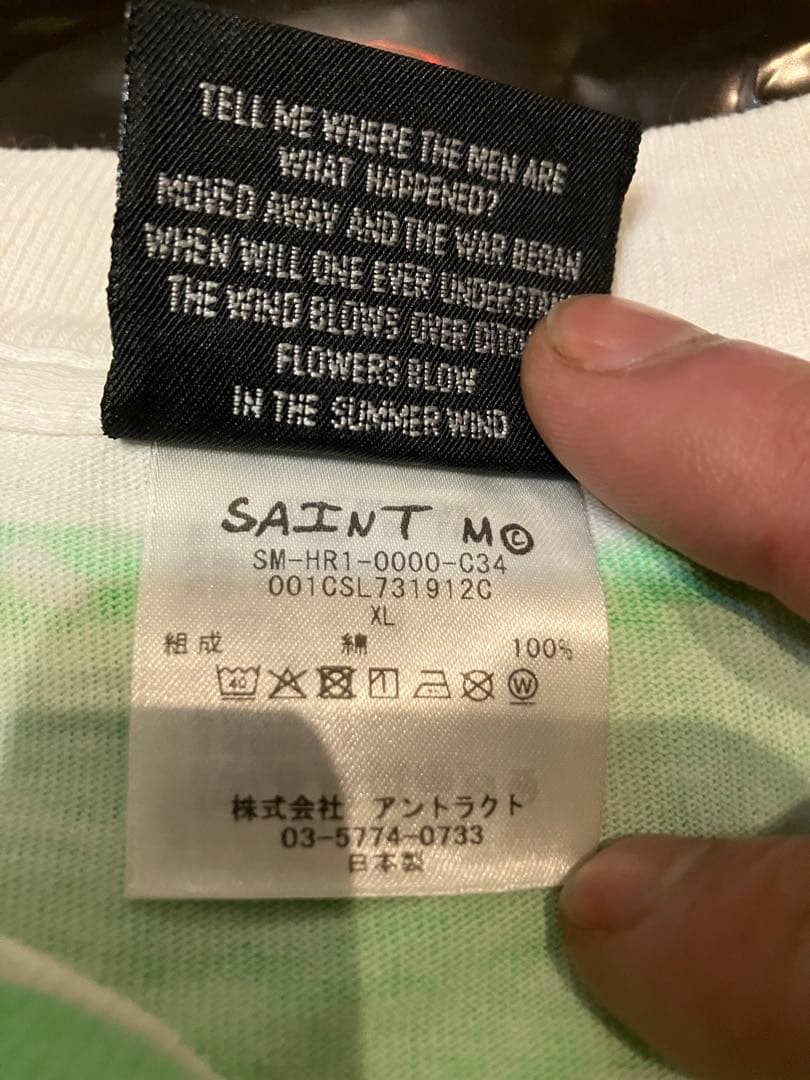 TELL ME WHERE THE MEN ARE
WHAT HAPPENED?
MOVED AWAY AND THE WAR BEGAN
WHEN WILL ONE EVER
THE WIND BLOWS OVER
FLOWERS BLOW
IN THE SUMMER WIND
SAINT M©
SM-HR1-0000-C34
001CSL731912C
XL
組成 綿 100%
40 W
株式会社 アントラクト
03-5774-0733
日本製